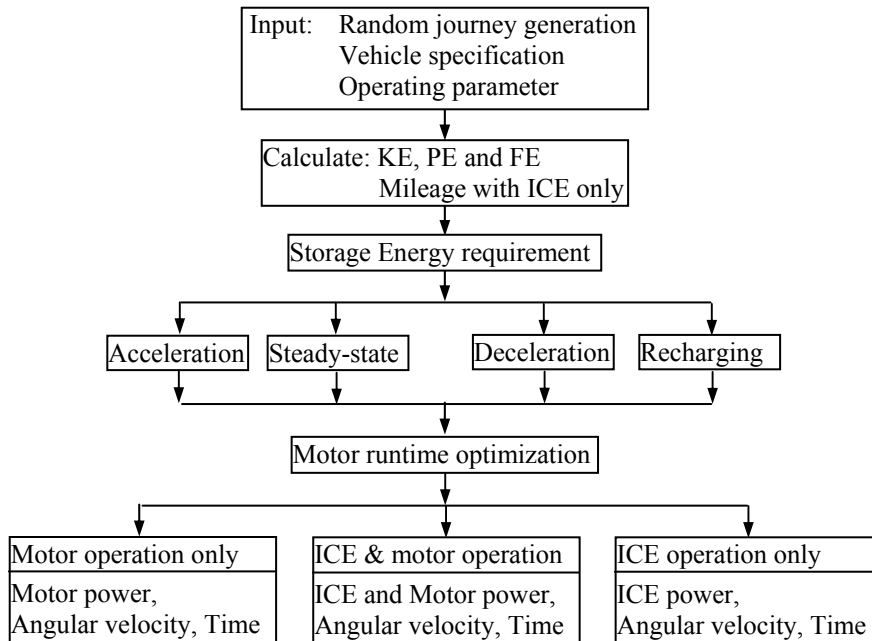 Input: Random journey generation
Vehicle specification
Operating parameter
Calculate: KE, PE and FE
Mileage with ICE only
Storage Energy requirement
Acceleration Steady-state Deceleration Recharging
Motor runtime optimization
Motor operation only
Motor power,
Angular velocity, Time
ICE & motor operation
ICE and Motor power,
Angular velocity, Time
ICE operation only
ICE power,
Angular velocity, Time